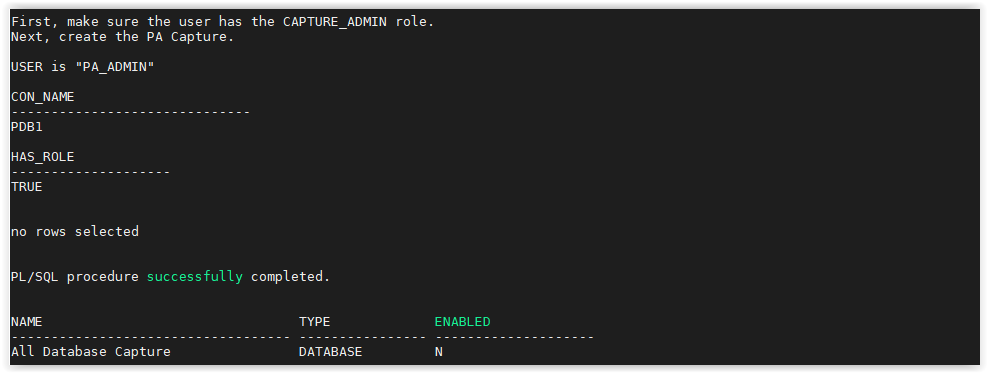 First, make sure the user has the CAPTURE_ADMIN role.
Next, create the PA Capture.
USER is "PA_ADMIN"
CON_NAME
------------------------------
PDB1
HAS_ROLE
--------------------
TRUE
no rows selected
PL/SQL procedure successfully completed.
NAME TYPE ENABLED
----------------------------------- ---------------- --------------------
All Database Capture DATABASE N